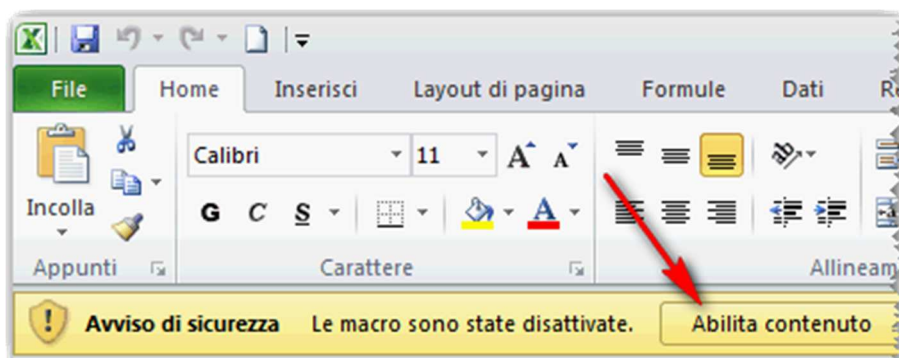 File Home Inserisci Layout di pagina Formule Dati
Calibri 11 A A
Incolla
G C S A
Appunti Carattere Allineam
Avviso di sicurezza Le macro sono state disattivate. Abilita contenuto